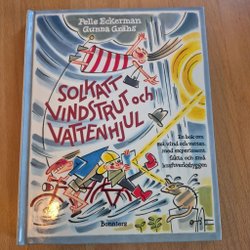 Pelle Eckerman
Gunna Grähs
SOLKATT
VINDSTRUT och
VATTENHJUL
En bok om
sol, vind och vatten
med experiment
fakta och små
kraftverksbyggen
Bonniers